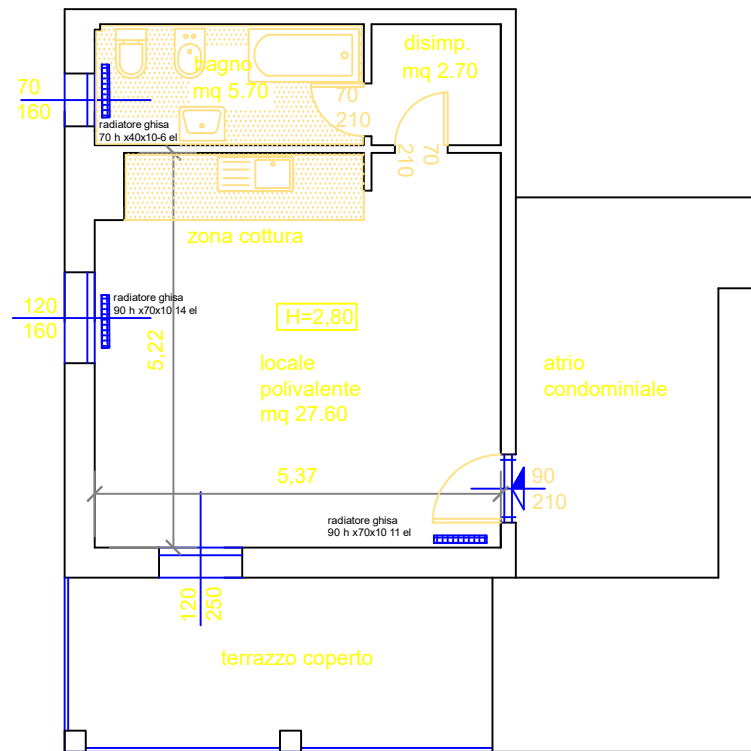 disimp.
mq 2.70
bagno
mq 5.70
70
160
70
210
radiatore ghisa
70 h x40x10-6 el
70
210
zona cottura
radiatore ghisa
90 h x70x10 14 el
120
160
H=2,80
5,22
locale
polivalente
mq 27.60
atrio
condominiale
5,37
90
210
radiatore ghisa
90 h x70x10 11 el
120
250
terrazzo coperto